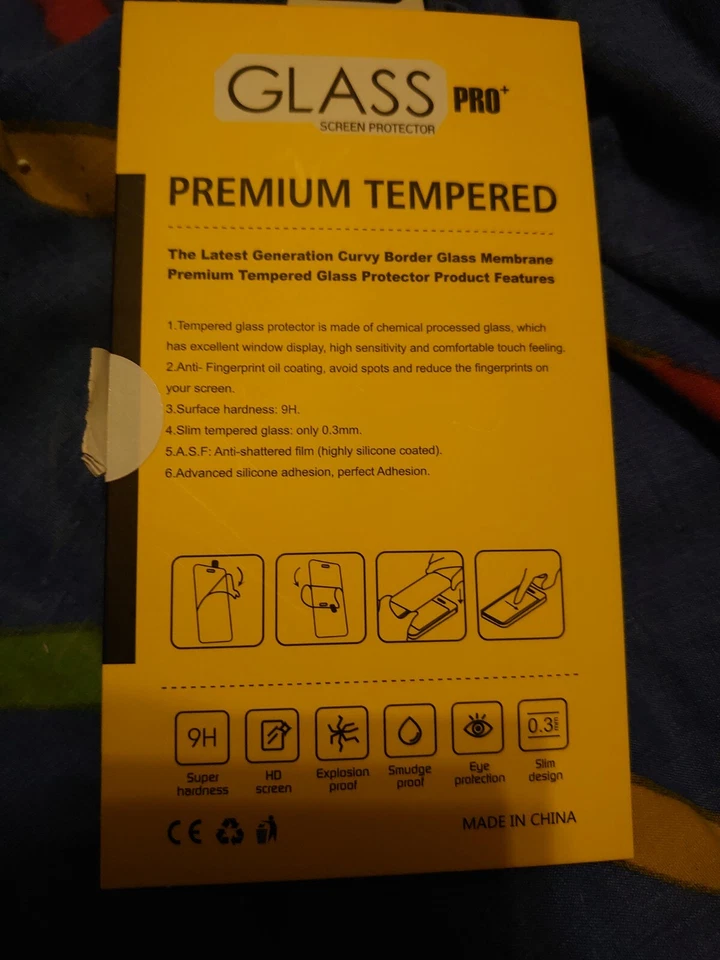 GLASS PRO+
SCREEN PROTECTOR
PREMIUM TEMPERED
The Latest Generation Curvy Border Glass Membrane
Premium Tempered Glass Protector Product Features
1.Tempered glass protector is made of chemical processed glass, which
has excellent window display, high sensitivity and comfortable touch feeling.
2.Anti- Fingerprint oil coating, avoid spots and reduce the fingerprints on
your screen.
3.Surface hardness: 9H.
4.Slim tempered glass: only 0.3mm.
5.A.S.F: Anti-shattered film (highly silicone coated).
6.Advanced silicone adhesion, perfect Adhesion.
9H
0.3mm
Super hardness
HD screen
Explosion proof
Smudge proof
Eye protection
Slim design
CE
MADE IN CHINA